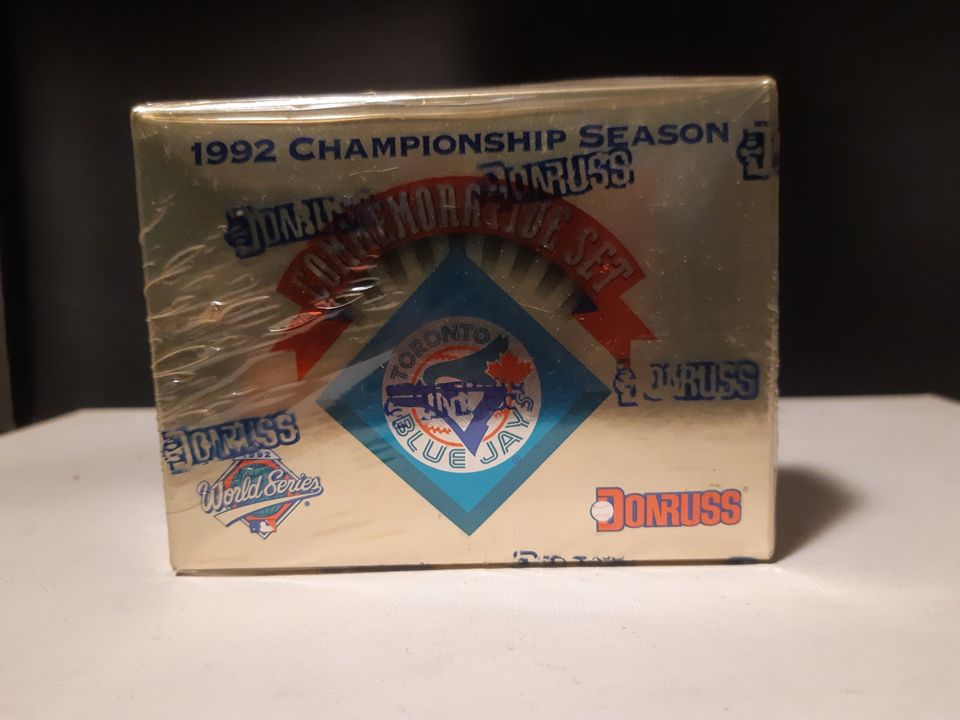 1992 CHAMPIONSHIP SEASON
DONRUSS
COMMEMORATIVE SET
TORONTO
BLUE JAYS
DONRUSS
DONRUSS
1992
World Series
DONRUSS